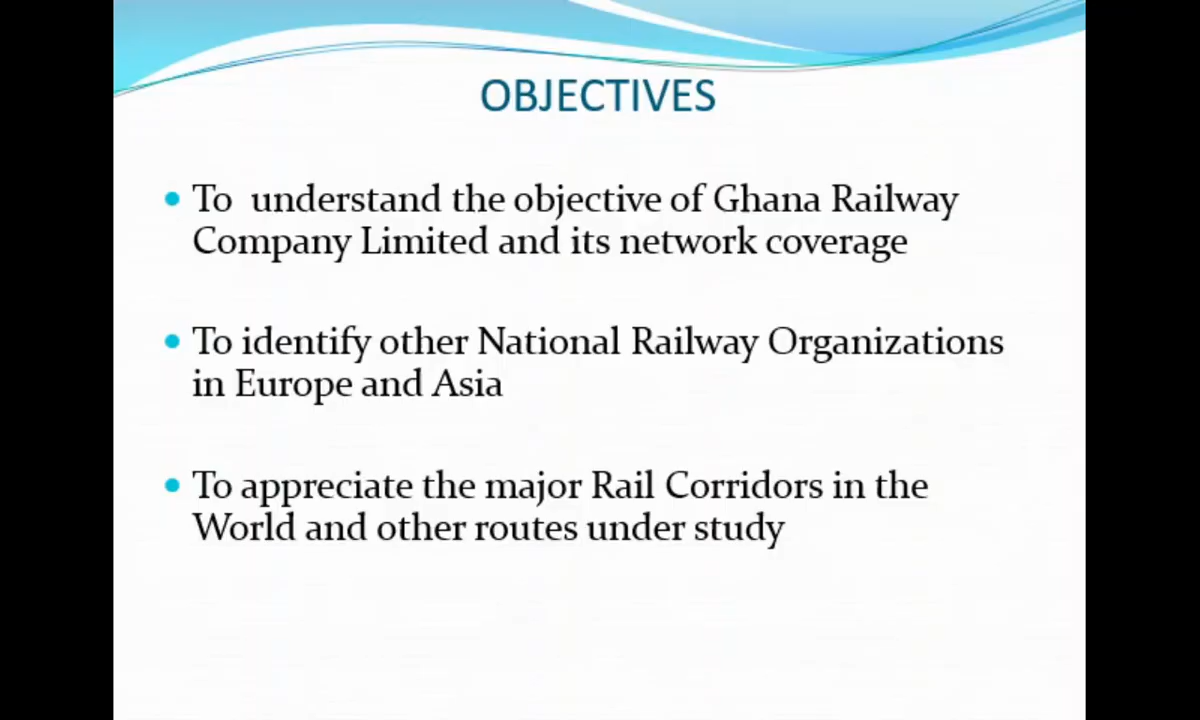 OBJECTIVES
• To understand the objective of Ghana Railway
Company Limited and its network coverage
• To identify other National Railway Organizations
in Europe and Asia
• To appreciate the major Rail Corridors in the
World and other routes under study